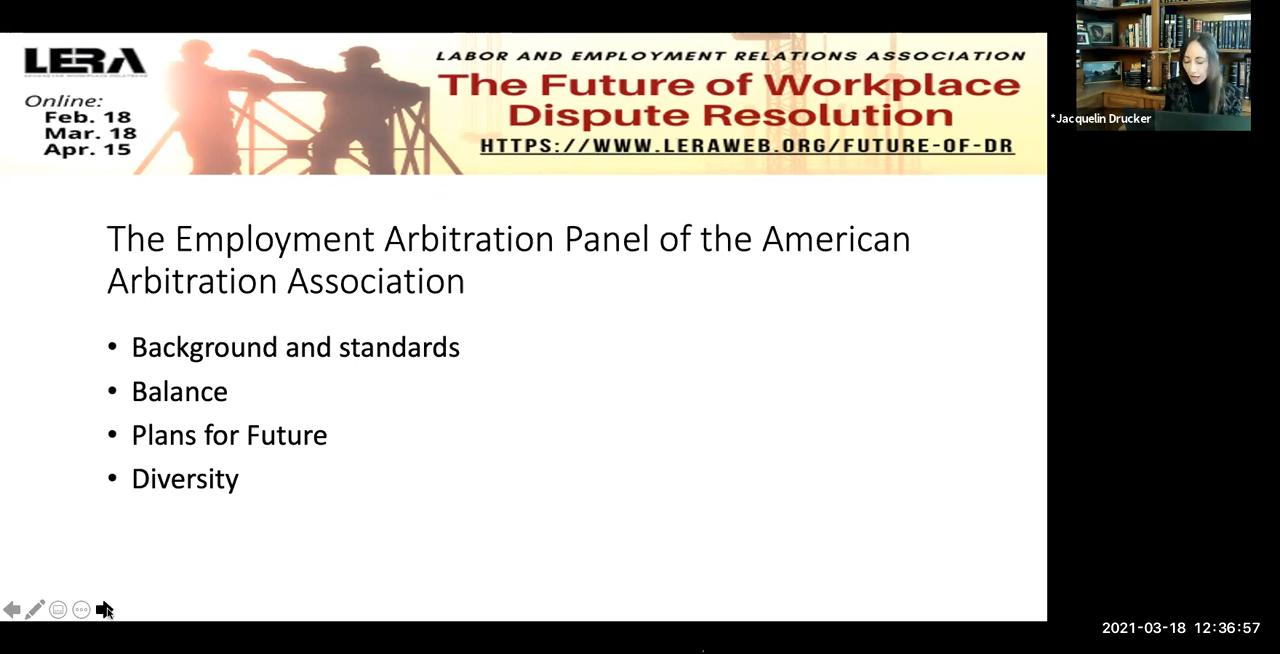 LERA
Online:
Feb. 18
Mar. 18
Apr. 15
LABOR AND EMPLOYMENT RELATIONS ASSOCIATION
The Future of Workplace
Dispute Resolution
HTTPS://WWW.LERAWEB.ORG/FUTURE-OF-DR
*Jacquelin Drucker
The Employment Arbitration Panel of the American
Arbitration Association
• Background and standards
• Balance
• Plans for Future
• Diversity
2021-03-18 12:36:57